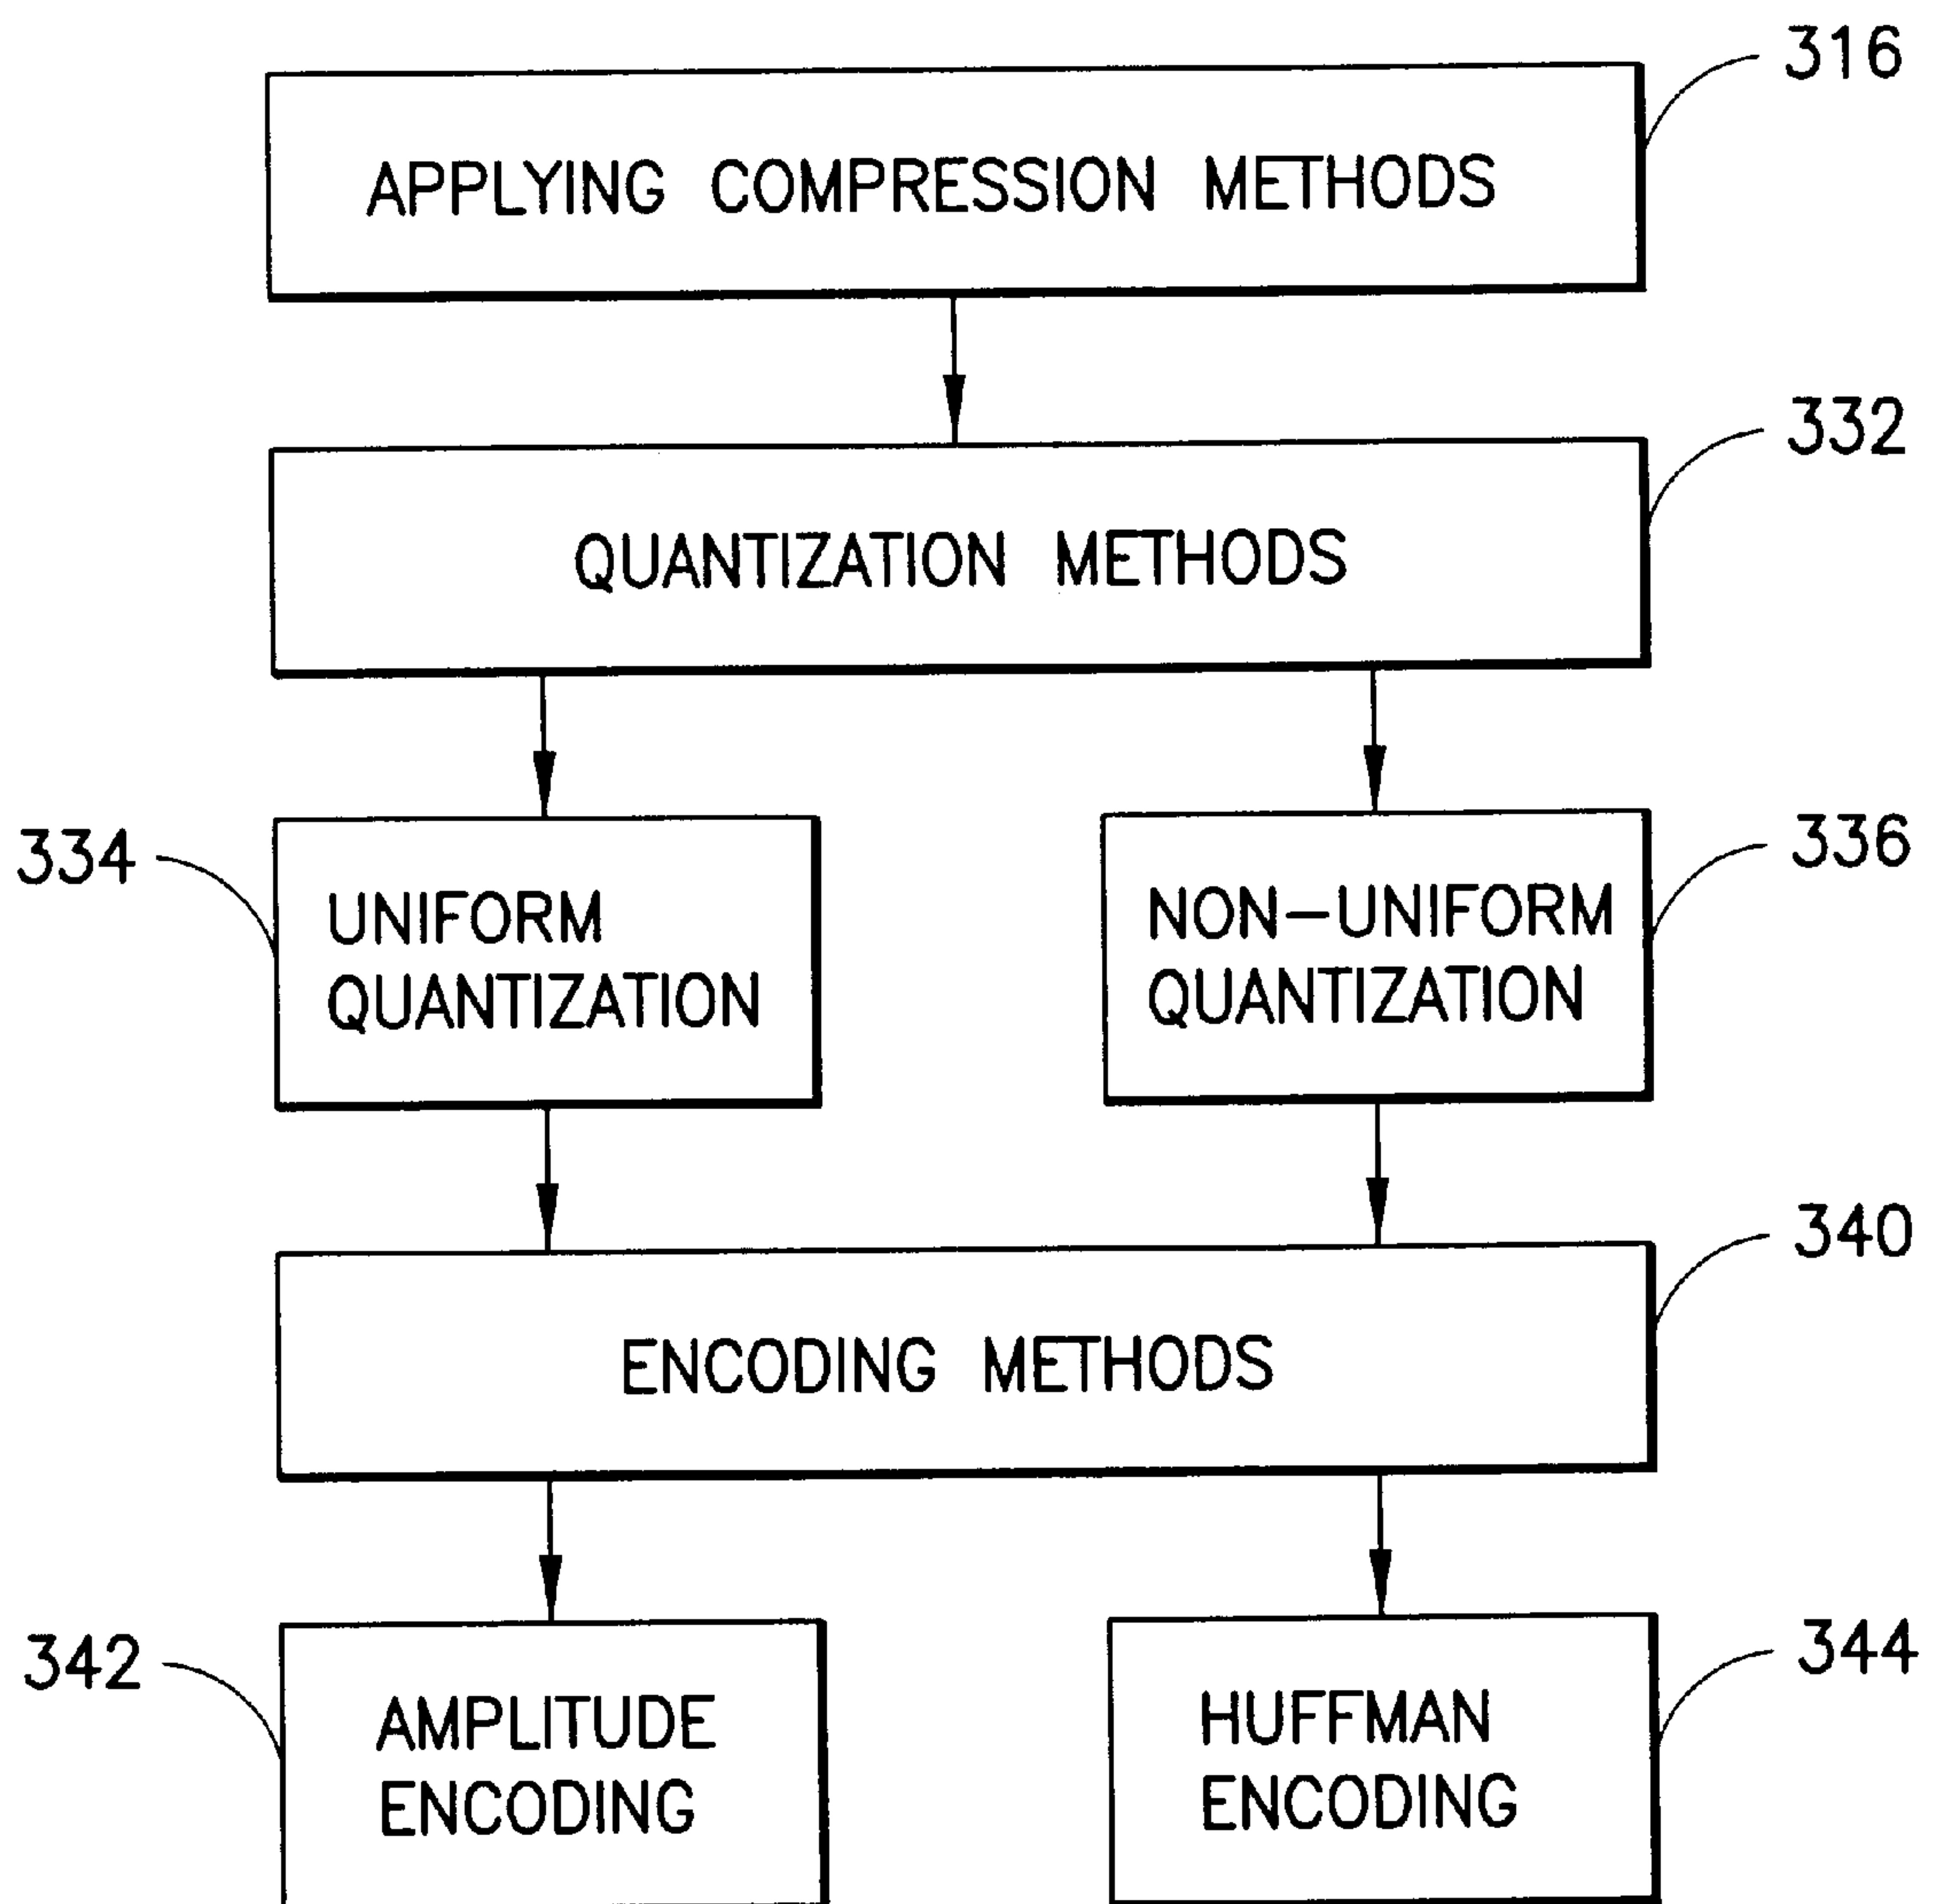 316
APPLYING COMPRESSION METHODS
332
QUANTIZATION METHODS
334
UNIFORM
QUANTIZATION
336
NON-UNIFORM
QUANTIZATION
340
ENCODING METHODS
342
AMPLITUDE
ENCODING
344
HUFFMAN
ENCODING